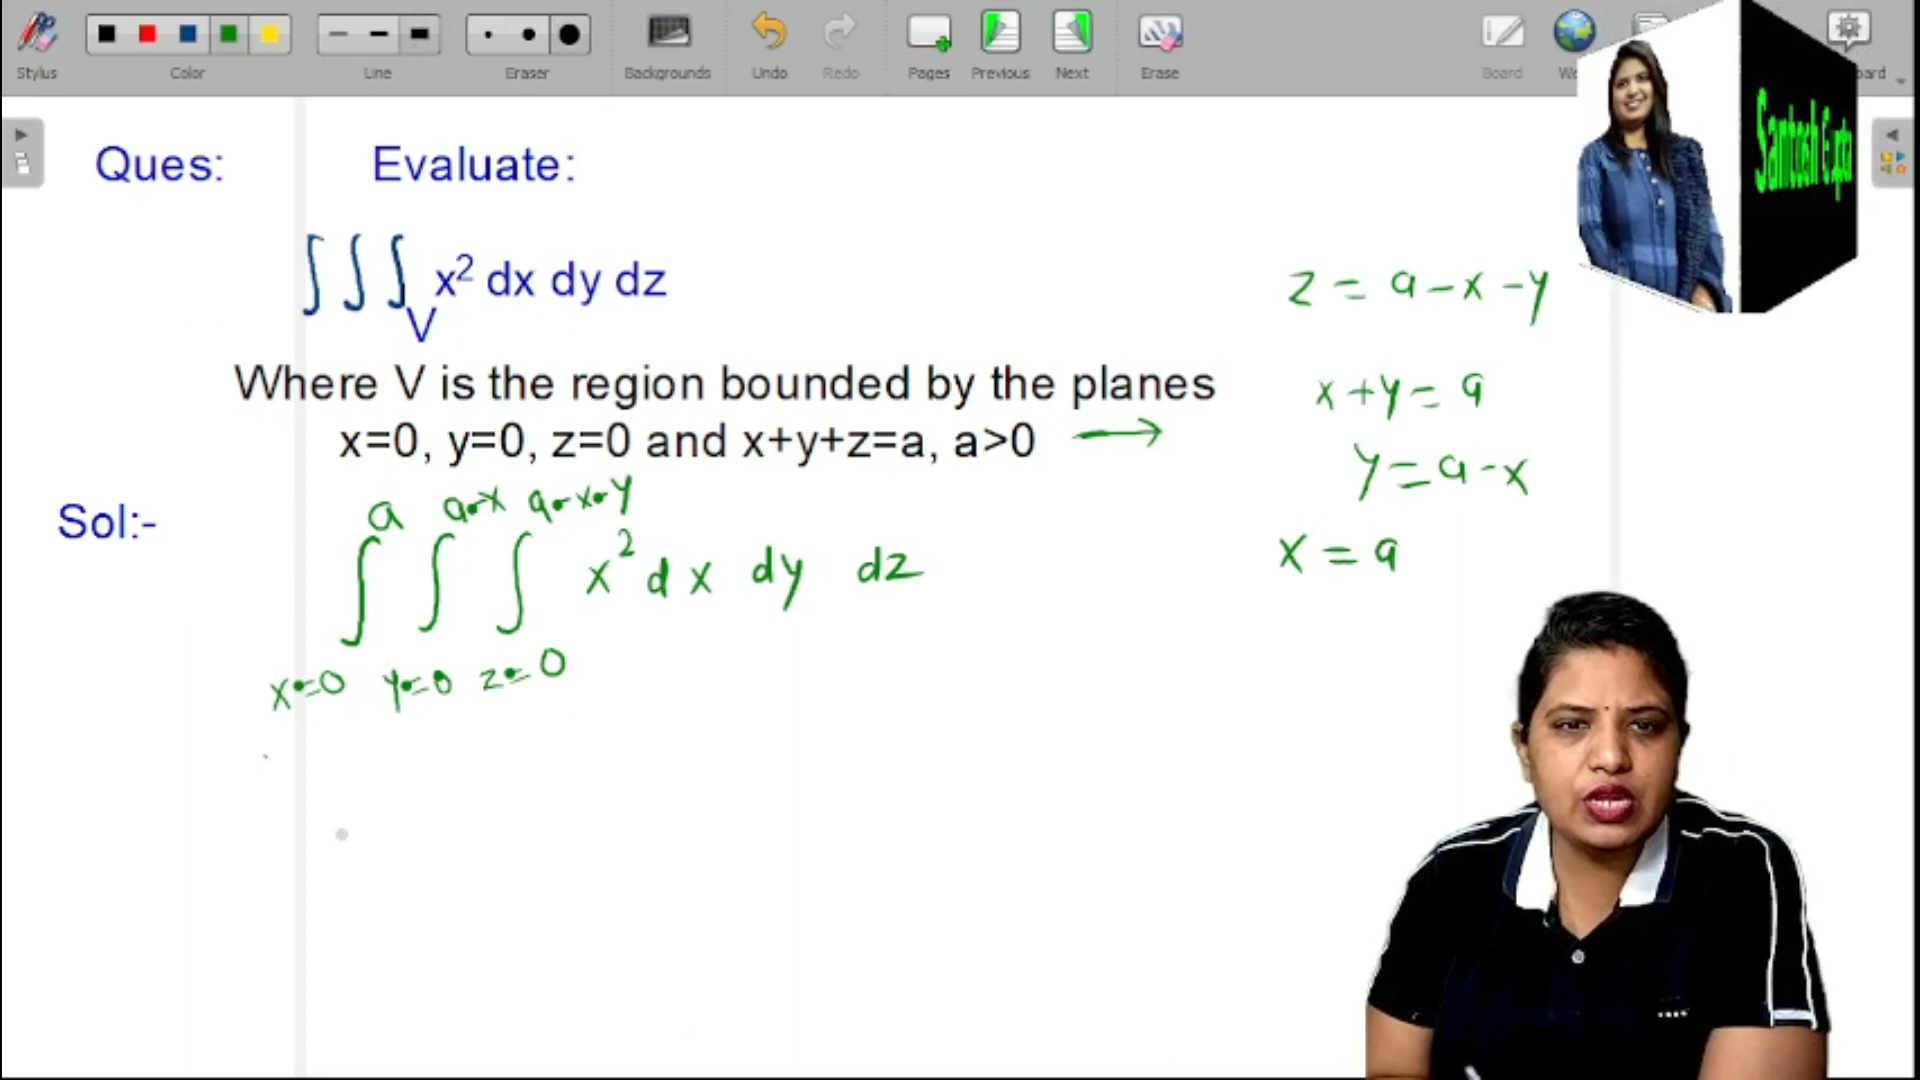 Stylus Color Line Eraser Backgrounds Undo Redo Pages Previous Next Erase Board
Santosh Gupta
Ques: Evaluate:
∫∫∫_V x² dx dy dz
Where V is the region bounded by the planes
x=0, y=0, z=0 and x+y+z=a, a>0 →
z = a-x-y
x+y = a
y = a-x
x = a
Sol:-
a a-x a-x-y
∫ ∫ ∫ x² dx dy dz
x=0 y=0 z=0